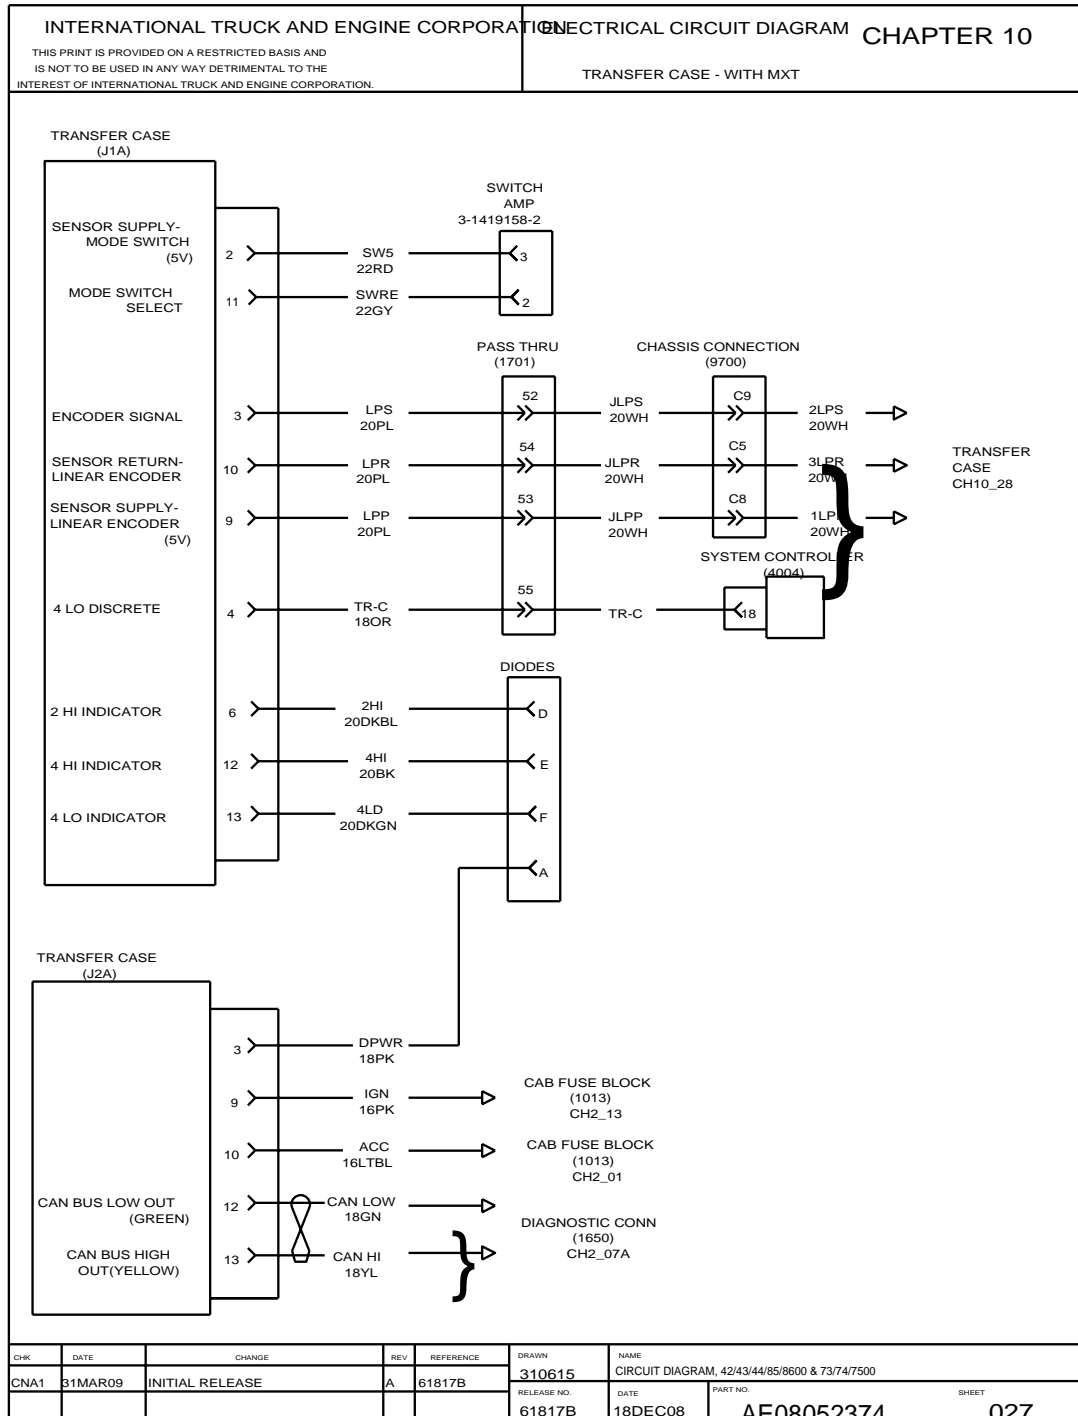 INTERNATIONAL TRUCK AND ENGINE CORPORATION
THIS PRINT IS PROVIDED ON A RESTRICTED BASIS AND
IS NOT TO BE USED IN ANY WAY DETRIMENTAL TO THE
INTEREST OF INTERNATIONAL TRUCK AND ENGINE CORPORATION.
ELECTRICAL CIRCUIT DIAGRAM
CHAPTER 10
TRANSFER CASE - WITH MXT
TRANSFER CASE
(J1A)
SWITCH
AMP
3-1419158-2
SENSOR SUPPLY-
MODE SWITCH
(5V)
2
SW5
22RD
3
MODE SWITCH
SELECT
11
SWRE
22GY
2
PASS THRU
(1701)
CHASSIS CONNECTION
(9700)
ENCODER SIGNAL
3
LPS
20PL
52
JLPS
20WH
C9
2LPS
20WH
SENSOR RETURN-
LINEAR ENCODER
10
LPR
20PL
54
JLPR
20WH
C5
3LPR
20WH
TRANSFER
CASE
CH10_28
SENSOR SUPPLY-
LINEAR ENCODER
(5V)
9
LPP
20PL
53
JLPP
20WH
C8
20WH
SYSTEM CONTROLLER
(4004)
4 LO DISCRETE
4
TR-C
18OR
55
TR-C
18
DIODES
2 HI INDICATOR
6
2HI
20DKBL
D
4 HI INDICATOR
12
4HI
20BK
E
4 LO INDICATOR
13
4LD
20DKGN
F
A
TRANSFER CASE
(J2A)
3
DPWR
18PK
9
IGN
16PK
CAB FUSE BLOCK
(1013)
CH2_13
10
ACC
16LTBL
CAB FUSE BLOCK
(1013)
CH2_01
CAN BUS LOW OUT
(GREEN)
12
CAN LOW
18GN
DIAGNOSTIC CONN
(1650)
CH2_07A
CAN BUS HIGH
OUT(YELLOW)
13
CAN HI
18YL
CHK DATE CHANGE REV REFERENCE
CNA1 31MAR09 INITIAL RELEASE A 61817B
DRAWN
310615
NAME
CIRCUIT DIAGRAM, 42/43/44/85/8600 & 73/74/7500
RELEASE NO.
61817B
DATE
18DEC08
PART NO.
AE08052374
SHEET
027